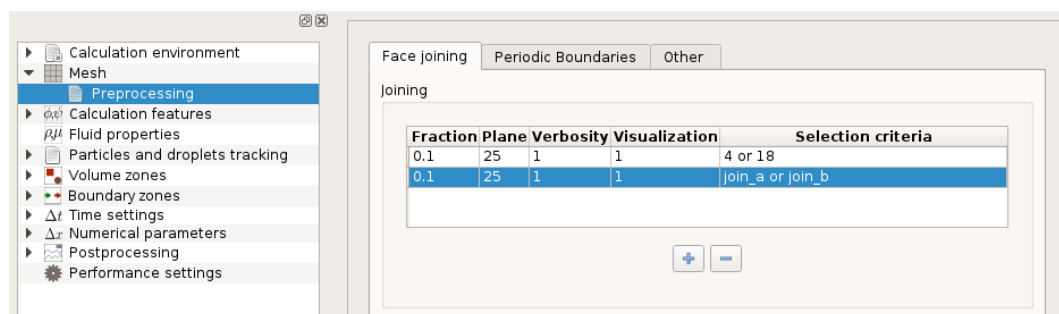 Calculation environment
Mesh
Preprocessing
φ,ψ Calculation features
ρ,μ Fluid properties
Particles and droplets tracking
Volume zones
Boundary zones
Δt Time settings
Δx Numerical parameters
Postprocessing
Performance settings
Face joining Periodic Boundaries Other
Joining
Fraction Plane Verbosity Visualization Selection criteria
0.1 25 1 1 4 or 18
0.1 25 1 1 join_a or join_b